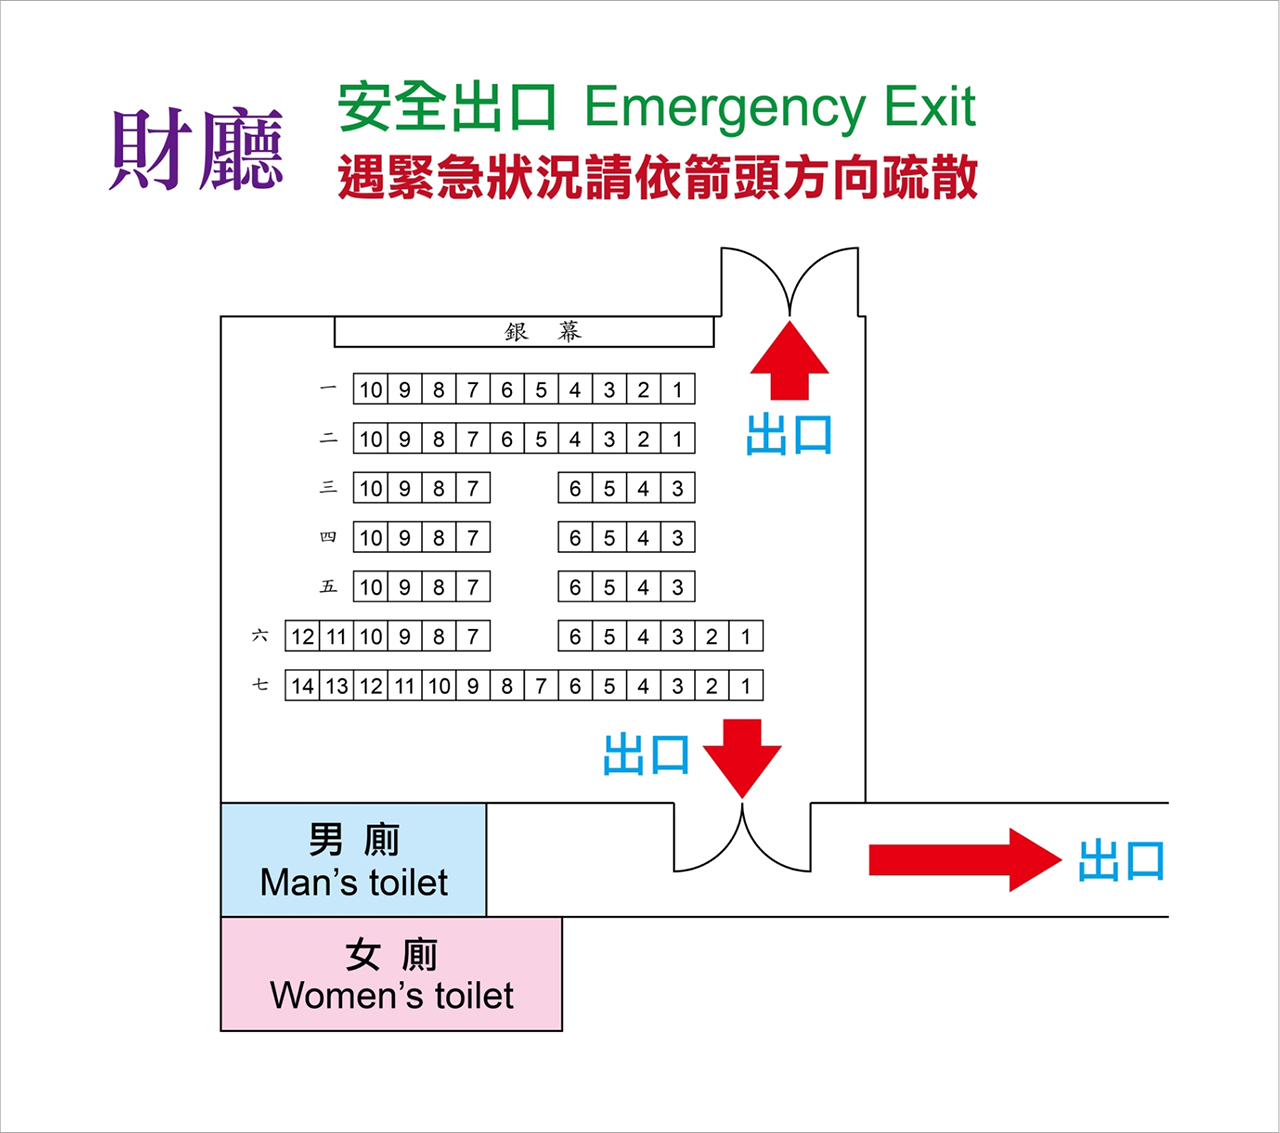 財廳
安全出口 Emergency Exit
遇緊急狀況請依箭頭方向疏散
銀 幕
一 10 9 8 7 6 5 4 3 2 1
出口
二 10 9 8 7 6 5 4 3 2 1
三 10 9 8 7 6 5 4 3
四 10 9 8 7 6 5 4 3
五 10 9 8 7 6 5 4 3
六 12 11 10 9 8 7 6 5 4 3 2 1
七 14 13 12 11 10 9 8 7 6 5 4 3 2 1
出口
男 廁
Man's toilet
出口
女 廁
Women's toilet